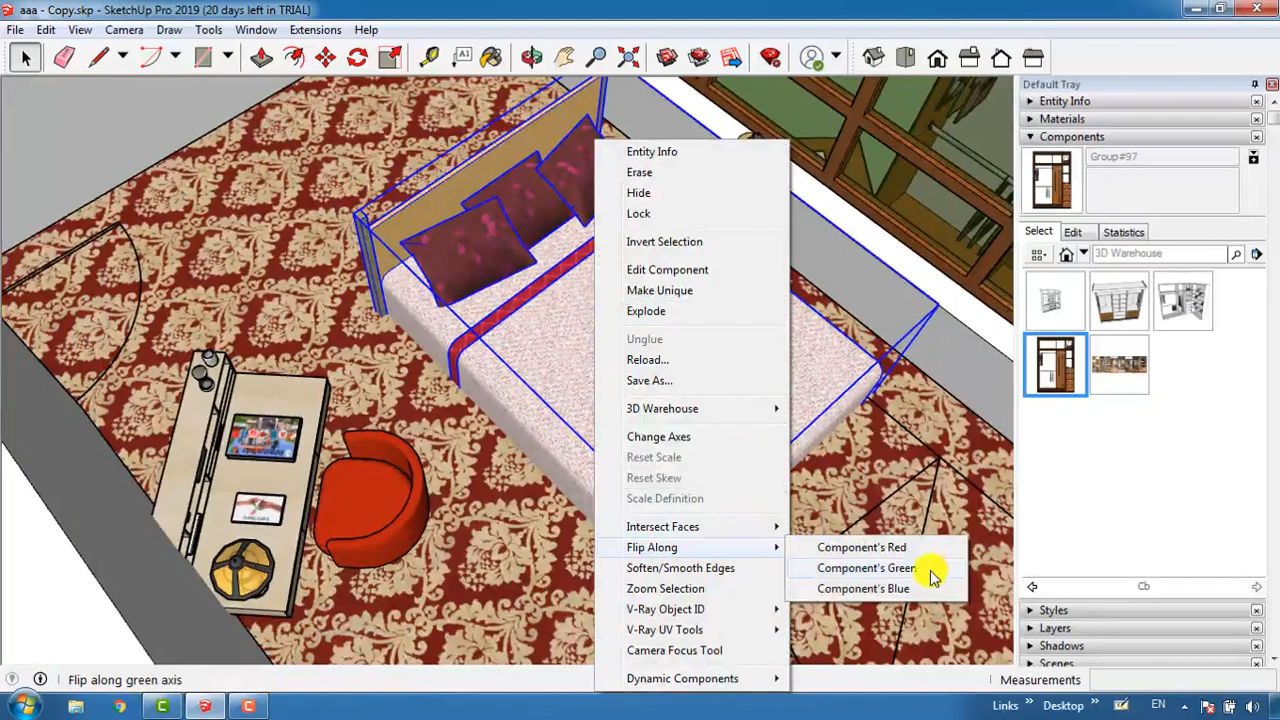 aaa - Copy.skp - SketchUp Pro 2019 (20 days left in TRIAL)
File Edit View Camera Draw Tools Window Extensions Help
Default Tray
Entity Info
Materials
Components
Group#97
Select Edit Statistics
3D Warehouse
Entity Info
Erase
Hide
Lock
Invert Selection
Edit Component
Make Unique
Explode
Unglue
Reload...
Save As...
3D Warehouse
Change Axes
Reset Scale
Reset Skew
Scale Definition
Intersect Faces
Flip Along
Soften/Smooth Edges
Zoom Selection
V-Ray Object ID
V-Ray UV Tools
Camera Focus Tool
Dynamic Components
Component's Red
Component's Green
Component's Blue
Cb
Styles
Layers
Shadows
Scenes
Flip along green axis
Measurements
Links Desktop EN